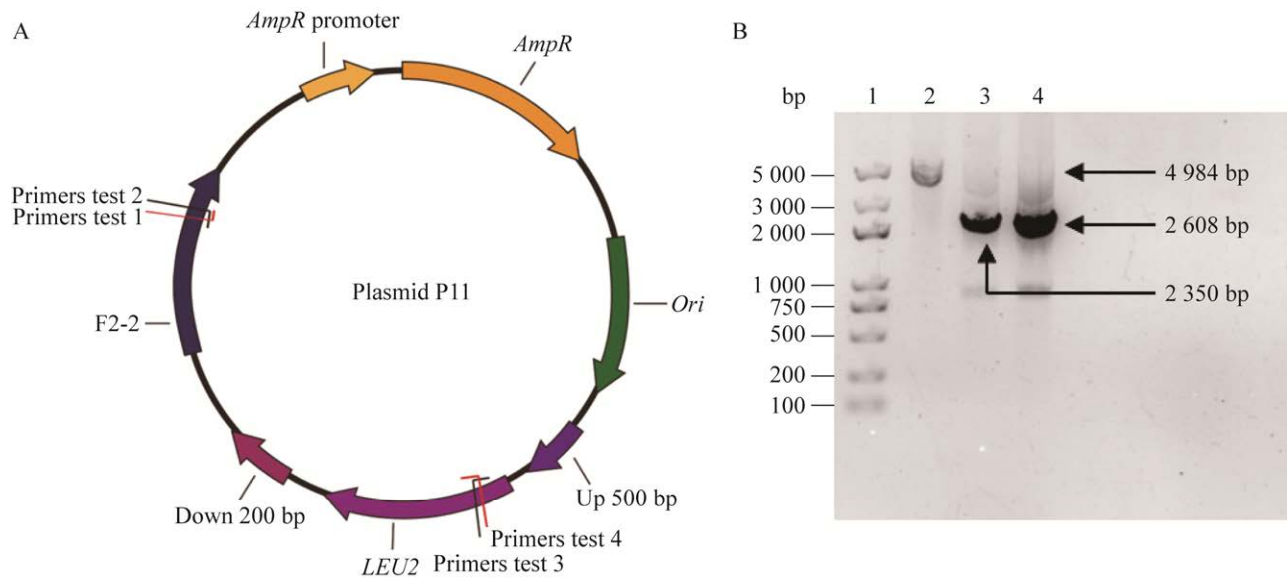 A
AmpR promoter
AmpR
Primers test 2
Primers test 1
Plasmid P11
Ori
F2-2
Up 500 bp
Down 200 bp
Primers test 4
Primers test 3
LEU2
B
bp 1 2 3 4
5 000
3 000
2 000
1 000
750
500
200
100
4 984 bp
2 608 bp
2 350 bp